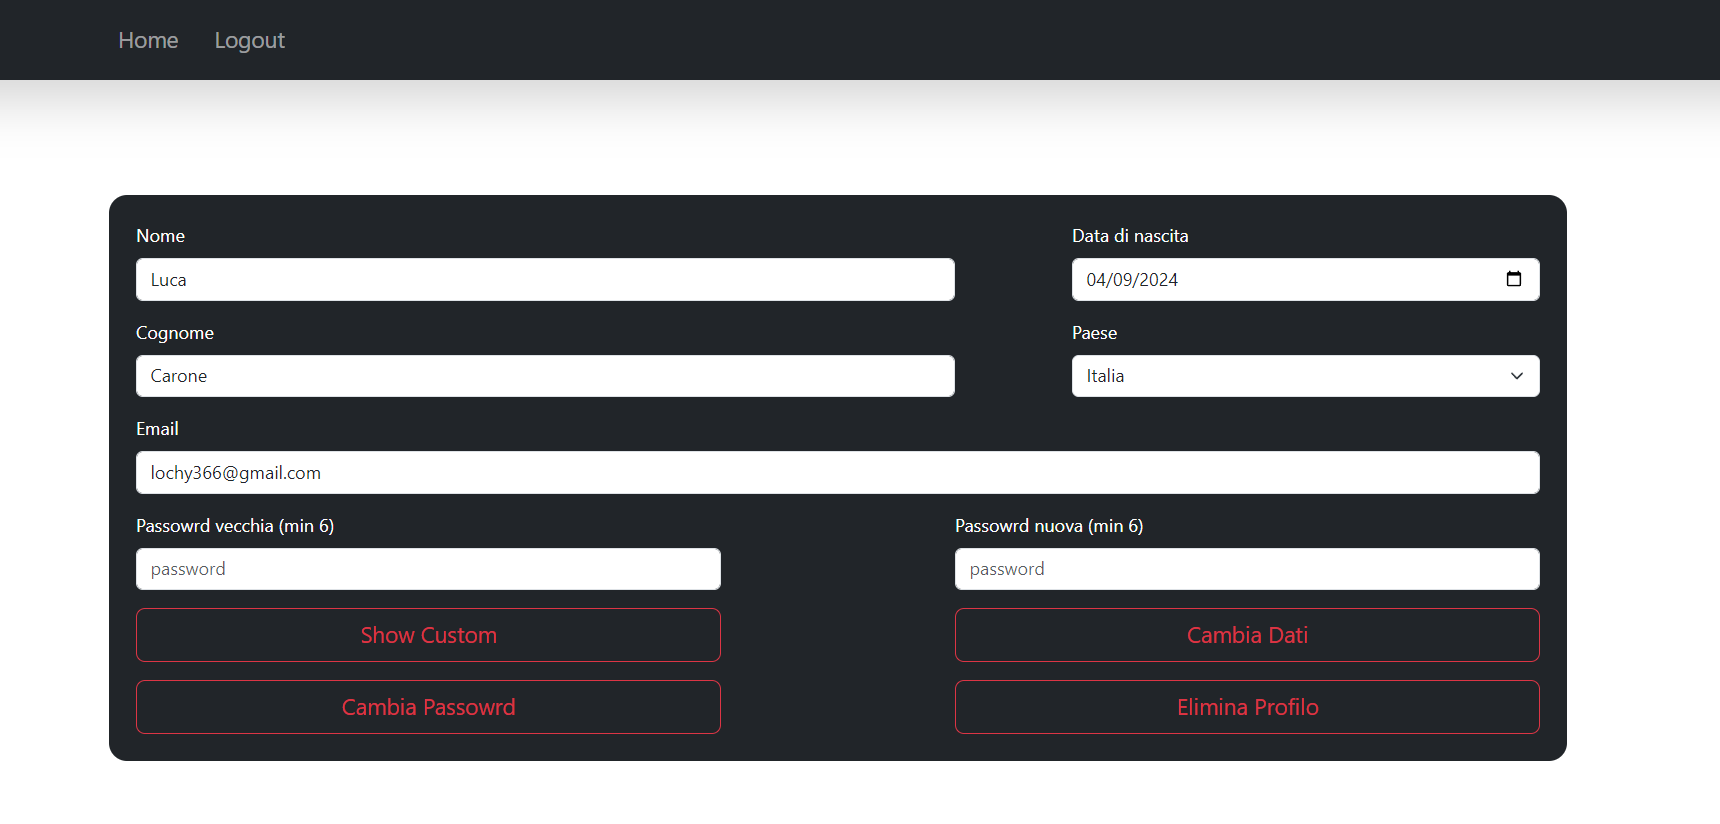 Home Logout
Nome
Data di nascita
Luca
04/09/2024
Cognome
Paese
Carone
Italia
Email
lochy366@gmail.com
Passowrd vecchia (min 6)
Passowrd nuova (min 6)
password
password
Show Custom
Cambia Dati
Cambia Passowrd
Elimina Profilo